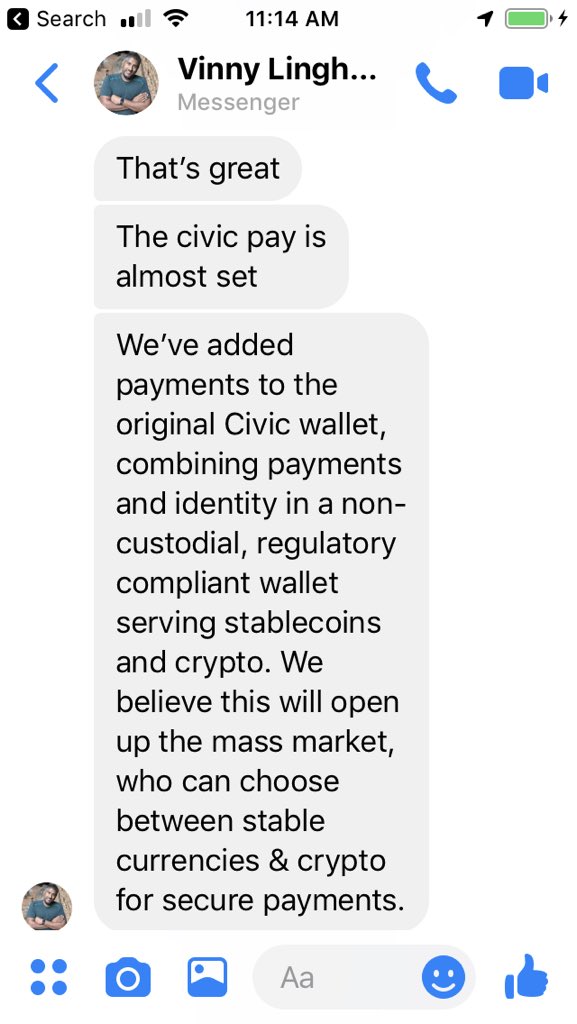 Search 11:14 AM
Vinny Lingh...
Messenger
That’s great
The civic pay is
almost set
We’ve added
payments to the
original Civic wallet,
combining payments
and identity in a non-
custodial, regulatory
compliant wallet
serving stablecoins
and crypto. We
believe this will open
up the mass market,
who can choose
between stable
currencies & crypto
for secure payments.
Aa